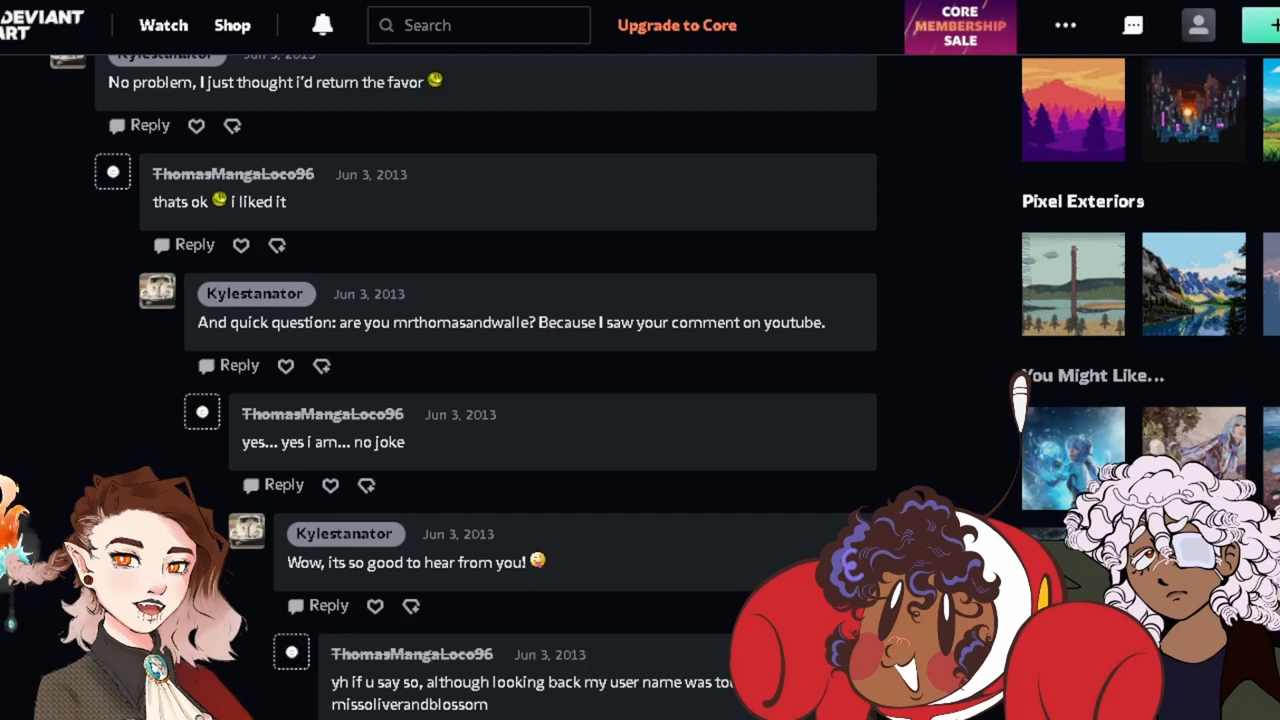 DEVIANT
ART
Watch Shop
Search
Upgrade to Core
CORE
MEMBERSHIP
SALE
Kylestanator Jun 3, 2013
No problem, I just thought i'd return the favor
Reply
ThomasMangaLoco96 Jun 3, 2013
thats ok i liked it
Reply
Kylestanator Jun 3, 2013
And quick question: are you mrthomasandwalle? Because I saw your comment on youtube.
Reply
ThomasMangaLoco96 Jun 3, 2013
yes... yes i am... no joke
Reply
Kylestanator Jun 3, 2013
Wow, its so good to hear from you!
Reply
ThomasMangaLoco96 Jun 3, 2013
yh if u say so, although looking back my user name was
missoliverandblossom
Pixel Exteriors
You Might Like...